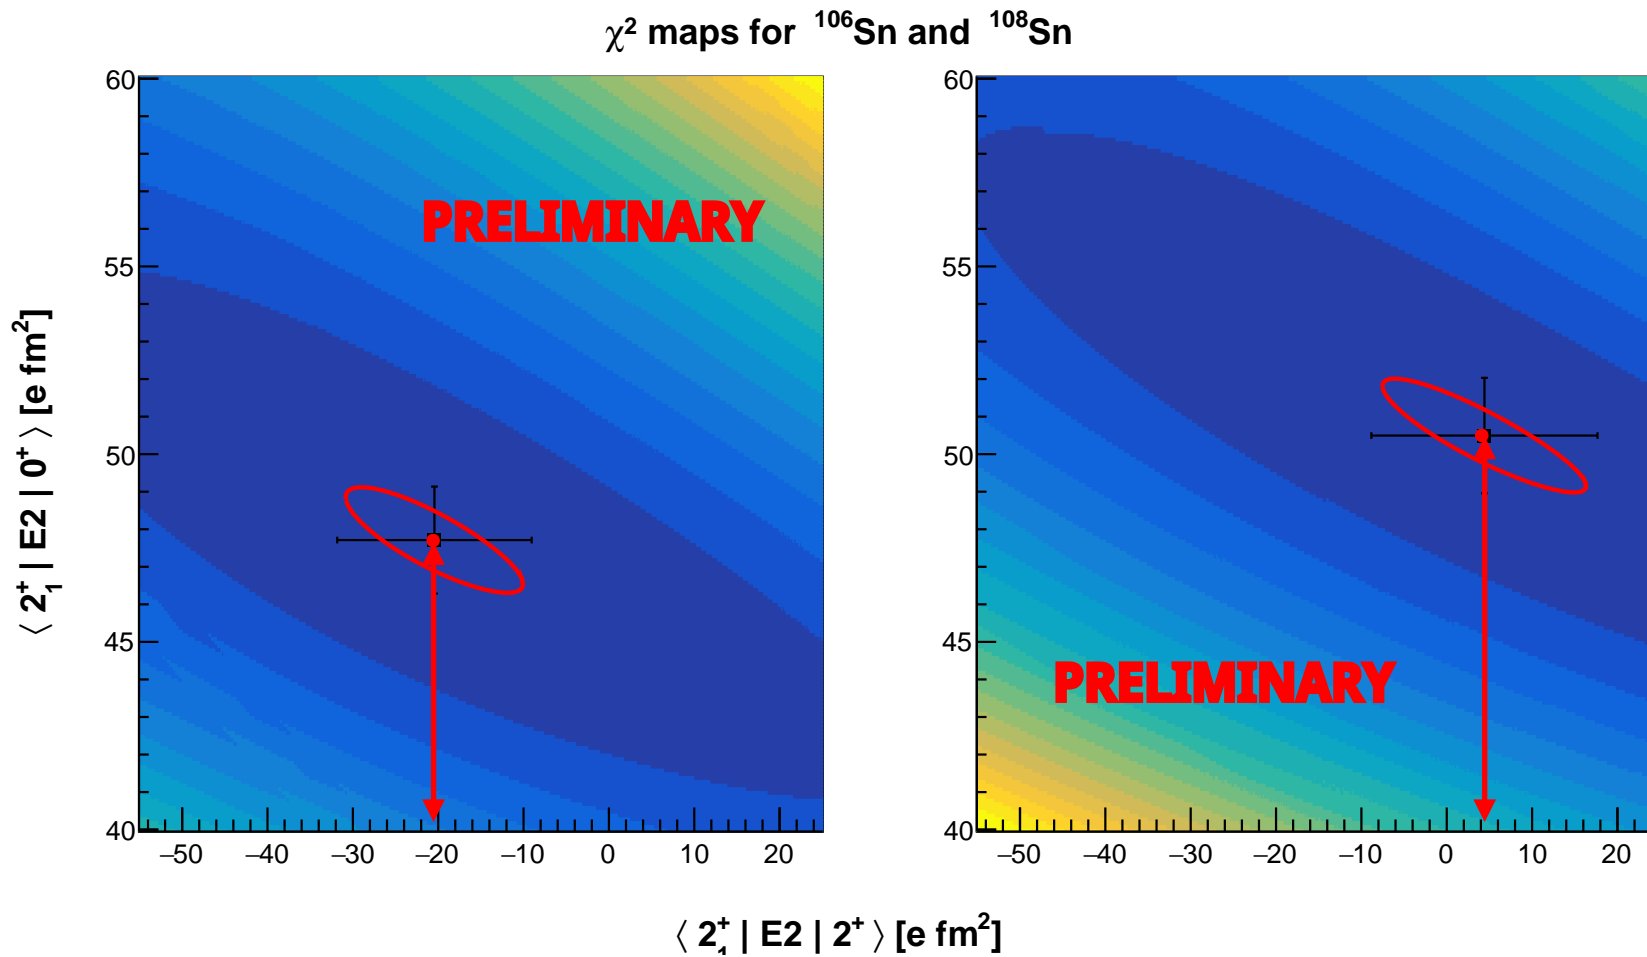 χ² maps for ¹⁰⁶Sn and ¹⁰⁸Sn
⟨ 2₁⁺ | E2 | 0⁺ ⟩ [e fm²]
60
55
50
45
40
PRELIMINARY
–50 –40 –30 –20 –10 0 10 20
60
55
50
45
40
PRELIMINARY
–50 –40 –30 –20 –10 0 10 20
⟨ 2₁⁺ | E2 | 2⁺ ⟩ [e fm²]